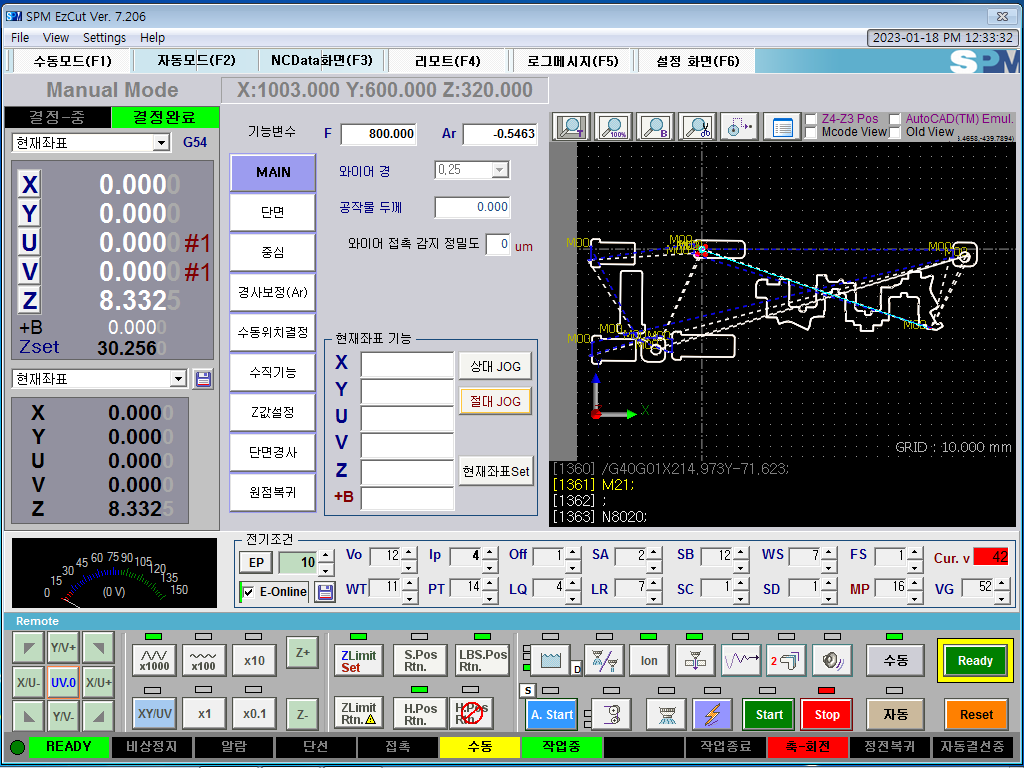 SPM SPM EzCut Ver. 7.206
File View Settings Help
2023-01-18 PM 12:33:32
수동모드(F1) 자동모드(F2) NCData화면(F3) 리모트(F4) 로그메시지(F5) 설정 화면(F6) SPM
Manual Mode X:1003.000 Y:600.000 Z:320.000
결정-중 결정완료
현재좌표 G54
X 0.0000
Y 0.0000
U 0.0000 #1
V 0.0000 #1
Z 8.3325
+B 0.0000
Zset 30.2560
현재좌표
X 0.0000
Y 0.0000
U 0.0000
V 0.0000
Z 8.3325
기능변수 F 800.000 Ar -0.5463
MAIN
단면
중심
경사보정(Ar)
수동위치결정
수직기능
Z값설정
단면경사
원점복귀
와이어 경 0.25
공작물 두께 0.000
와이어 접촉 감지 정밀도 0 um
현재좌표 기능
X
Y
U
V
Z
+B
상대 JOG
절대 JOG
현재좌표Set
T 100% B
Z4-Z3 Pos AutoCAD(TM) Emul.
Mcode View Old View
3.4658,-439.7894)
M00 M00 M00
M00 M00
M00
X
GRID : 10.000 mm
[1360] /G40G01X214.973Y-71.623;
[1361] M21;
[1362] ;
[1363] N8020;
0 15 30 45 60 75 90 105 120 135 150
(0 V)
전기조건
EP 10 Vo 12 Ip 4 Off 1 SA 2 SB 12 WS 7 FS 1 Cur. v 42
E-Online WT 11 PT 14 LQ 4 LR 7 SC 1 SD 1 MP 16 VG 52
Remote
Y/V+
X/U- UV.0 X/U+
Y/V-
x1000 x100 x10 Z+
XY/UV x1 x0.1 Z-
ZLimit Set S.Pos Rtn. LBS.Pos Rtn.
ZLimit Rtn. H.Pos Rtn. H.Pos Rtn.
D Ion 2 수동 Ready
S A. Start Start Stop 자동 Reset
READY 비상정지 알람 단선 접촉 수동 작업중 작업종료 축-회전 정전복귀 자동결선중